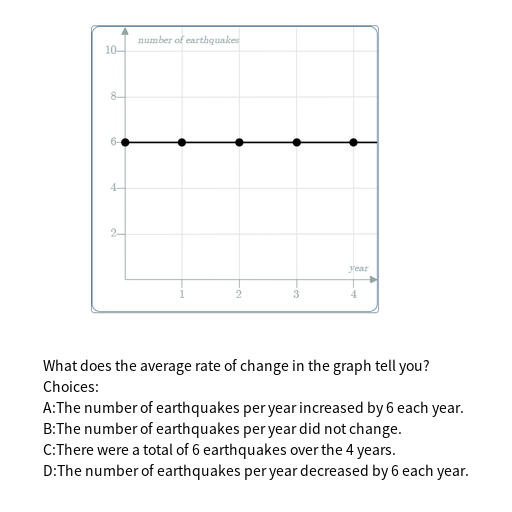 number of earthquakes
10
8
6
4
2
year
1 2 3 4
What does the average rate of change in the graph tell you?
Choices:
A:The number of earthquakes per year increased by 6 each year.
B:The number of earthquakes per year did not change.
C:There were a total of 6 earthquakes over the 4 years.
D:The number of earthquakes per year decreased by 6 each year.